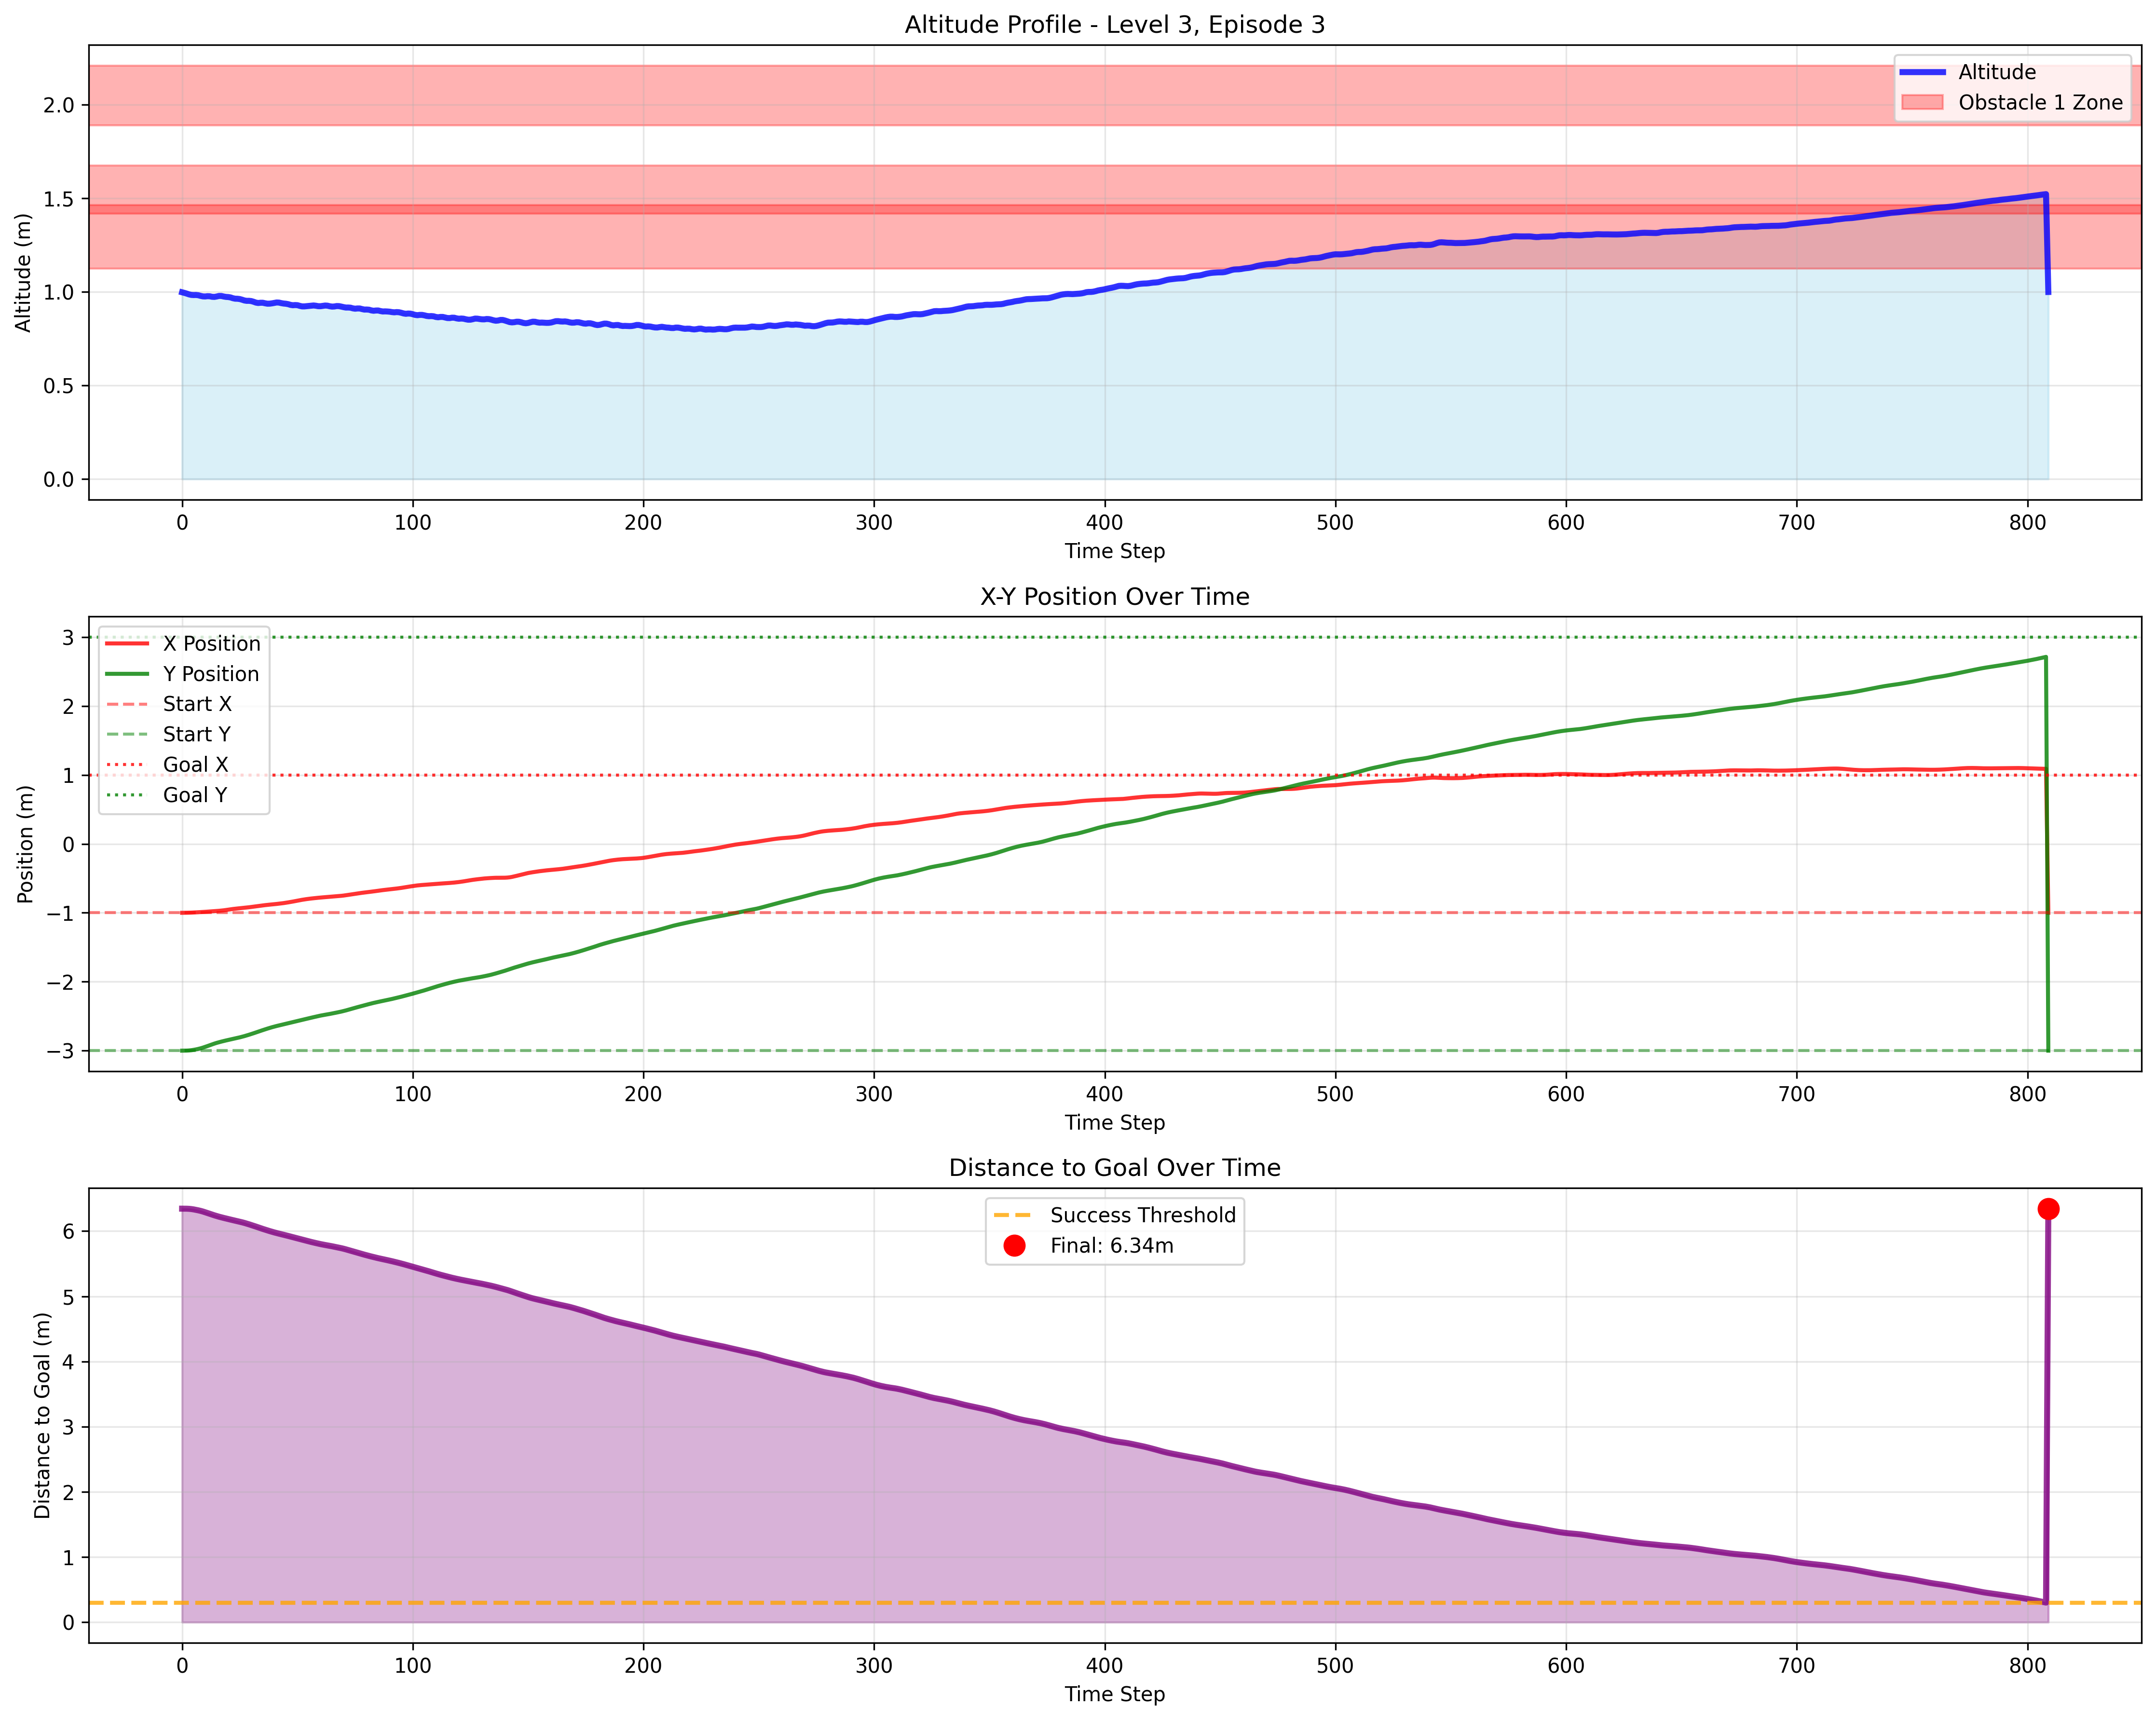 Altitude Profile - Level 3, Episode 3
Altitude (m)
2.0
1.5
1.0
0.5
0.0
Altitude
Obstacle 1 Zone
0 100 200 300 400 500 600 700 800
Time Step
X-Y Position Over Time
Position (m)
3
2
1
0
−1
−2
−3
X Position
Y Position
Start X
Start Y
Goal X
Goal Y
0 100 200 300 400 500 600 700 800
Time Step
Distance to Goal Over Time
Distance to Goal (m)
6
5
4
3
2
1
0
Success Threshold
Final: 6.34m
0 100 200 300 400 500 600 700 800
Time Step